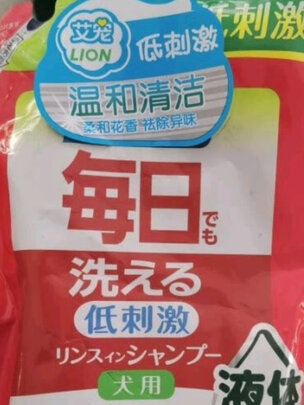 艾宠
LION
低刺激
低刺激
温和清洁
柔和花香 祛除异味
毎日でも
洗える
低刺激
リンスインシャンプー
犬用
液体